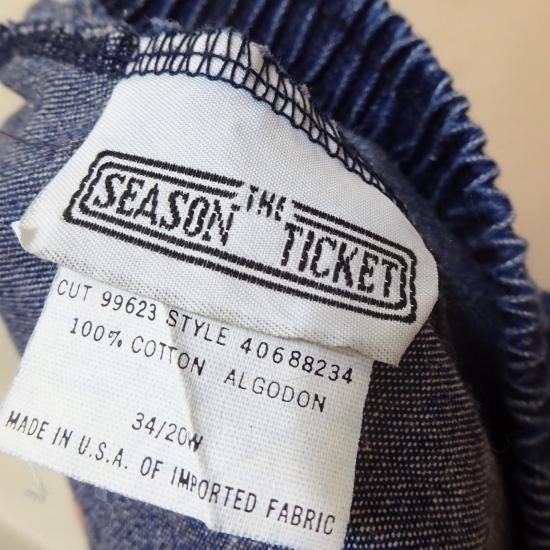 THE
SEASON TICKET
CUT 99623 STYLE 40688234
100% COTTON ALGODON
34/20W
MADE IN U.S.A. OF IMPORTED FABRIC